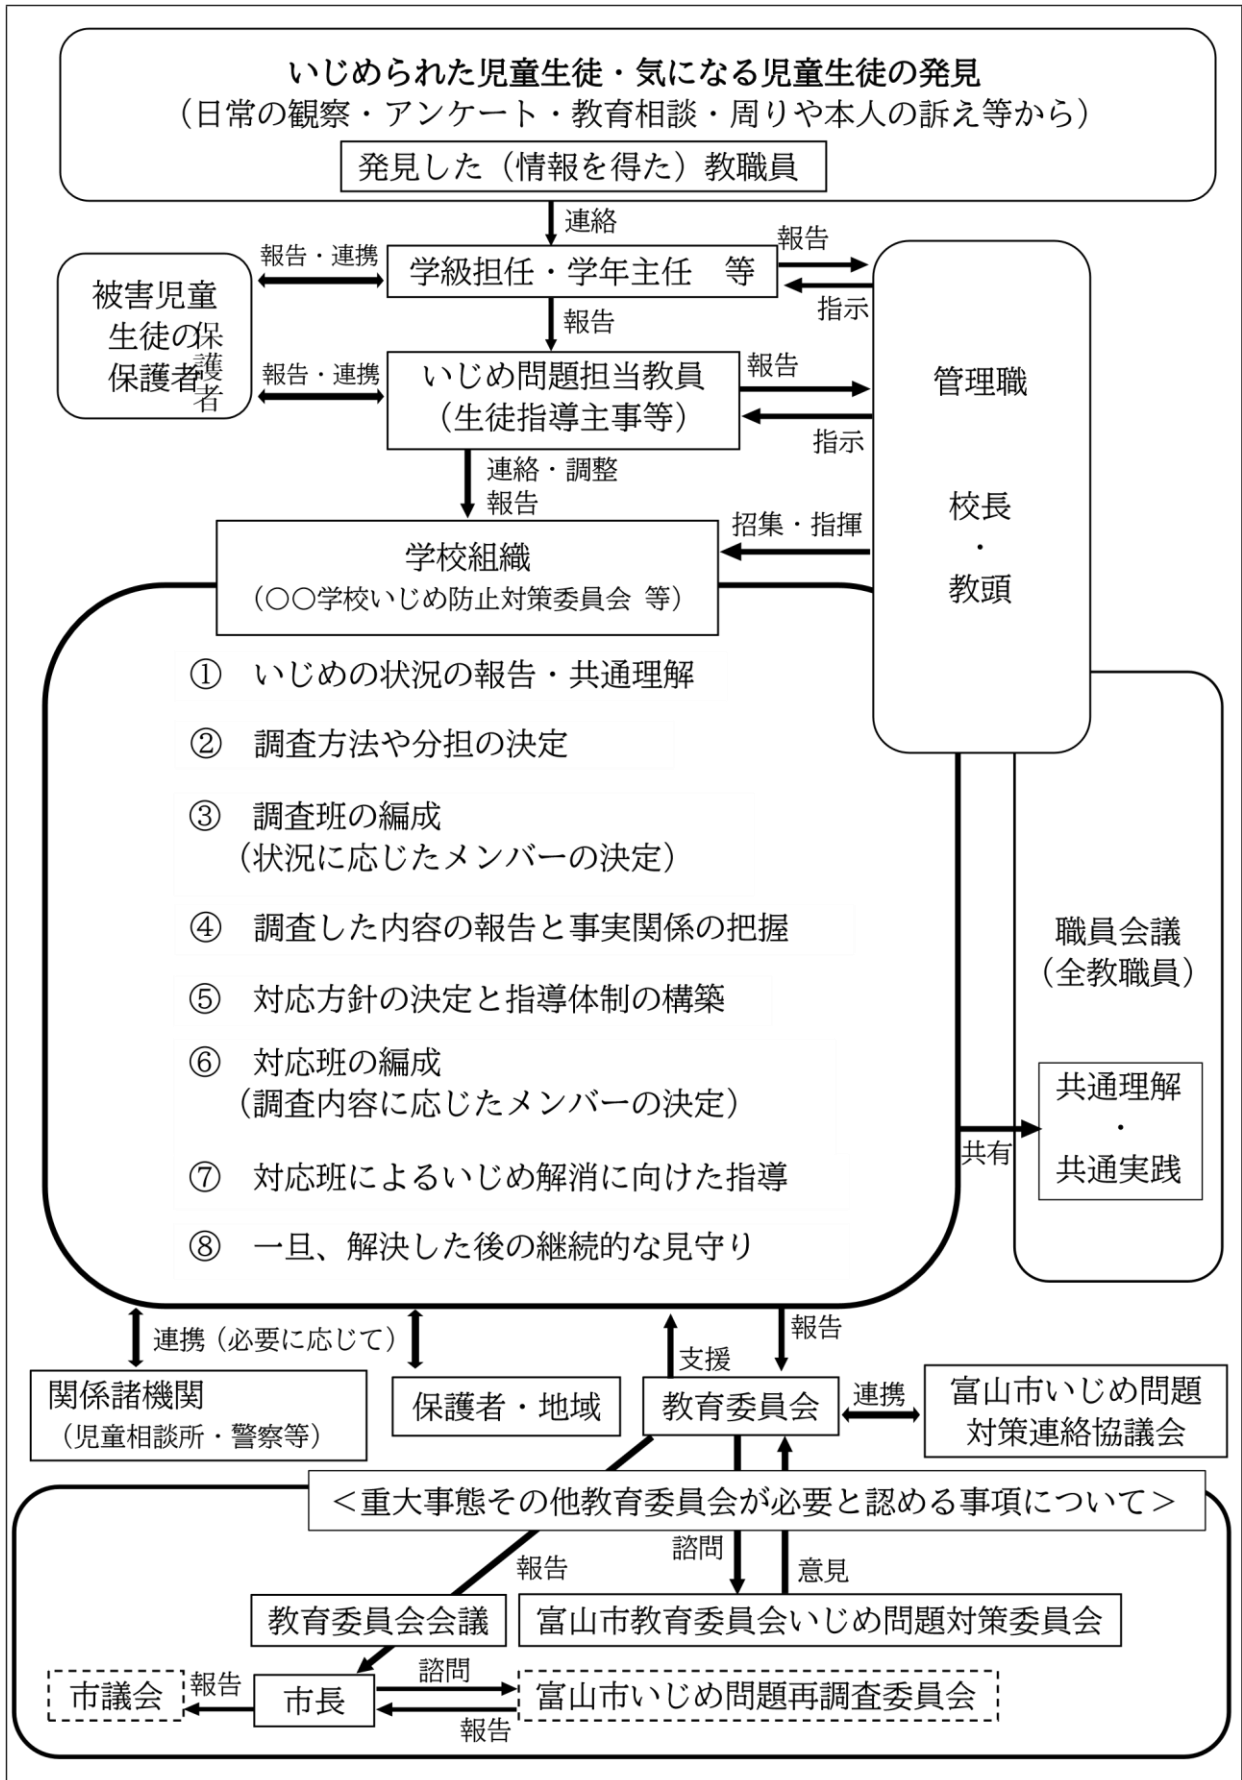 いじめられた児童生徒・気になる児童生徒の発見
（日常の観察・アンケート・教育相談・周りや本人の訴え等から）
発見した（情報を得た）教職員
連絡
報告・連携
学級担任・学年主任　等
報告
指示
被害児童
生徒の
保護者
保護者
報告
報告・連携
いじめ問題担当教員
（生徒指導主事等）
報告
指示
管理職
校長
・
教頭
連絡・調整
報告
招集・指揮
学校組織
（○○学校いじめ防止対策委員会 等）
①　いじめの状況の報告・共通理解
②　調査方法や分担の決定
③　調査班の編成
（状況に応じたメンバーの決定）
④　調査した内容の報告と事実関係の把握
⑤　対応方針の決定と指導体制の構築
⑥　対応班の編成
（調査内容に応じたメンバーの決定）
⑦　対応班によるいじめ解消に向けた指導
⑧　一旦、解決した後の継続的な見守り
職員会議
（全教職員）
共通理解
・
共通実践
共有
連携（必要に応じて）
支援
報告
関係諸機関
（児童相談所・警察等）
保護者・地域
教育委員会
連携
富山市いじめ問題
対策連絡協議会
＜重大事態その他教育委員会が必要と認める事項について＞
報告
諮問
意見
教育委員会会議
富山市教育委員会いじめ問題対策委員会
市議会
報告
市長
諮問
報告
富山市いじめ問題再調査委員会